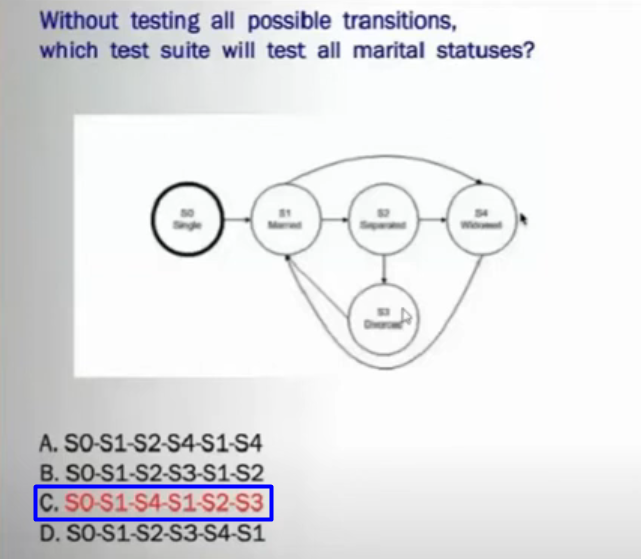 Without testing all possible transitions,
which test suite will test all marital statuses?
S0
Single
S1
Married
S2
Separated
S4
Widowed
S3
Divorced
A. S0-S1-S2-S4-S1-S4
B. S0-S1-S2-S3-S1-S2
C. S0-S1-S4-S1-S2-S3
D. S0-S1-S2-S3-S4-S1